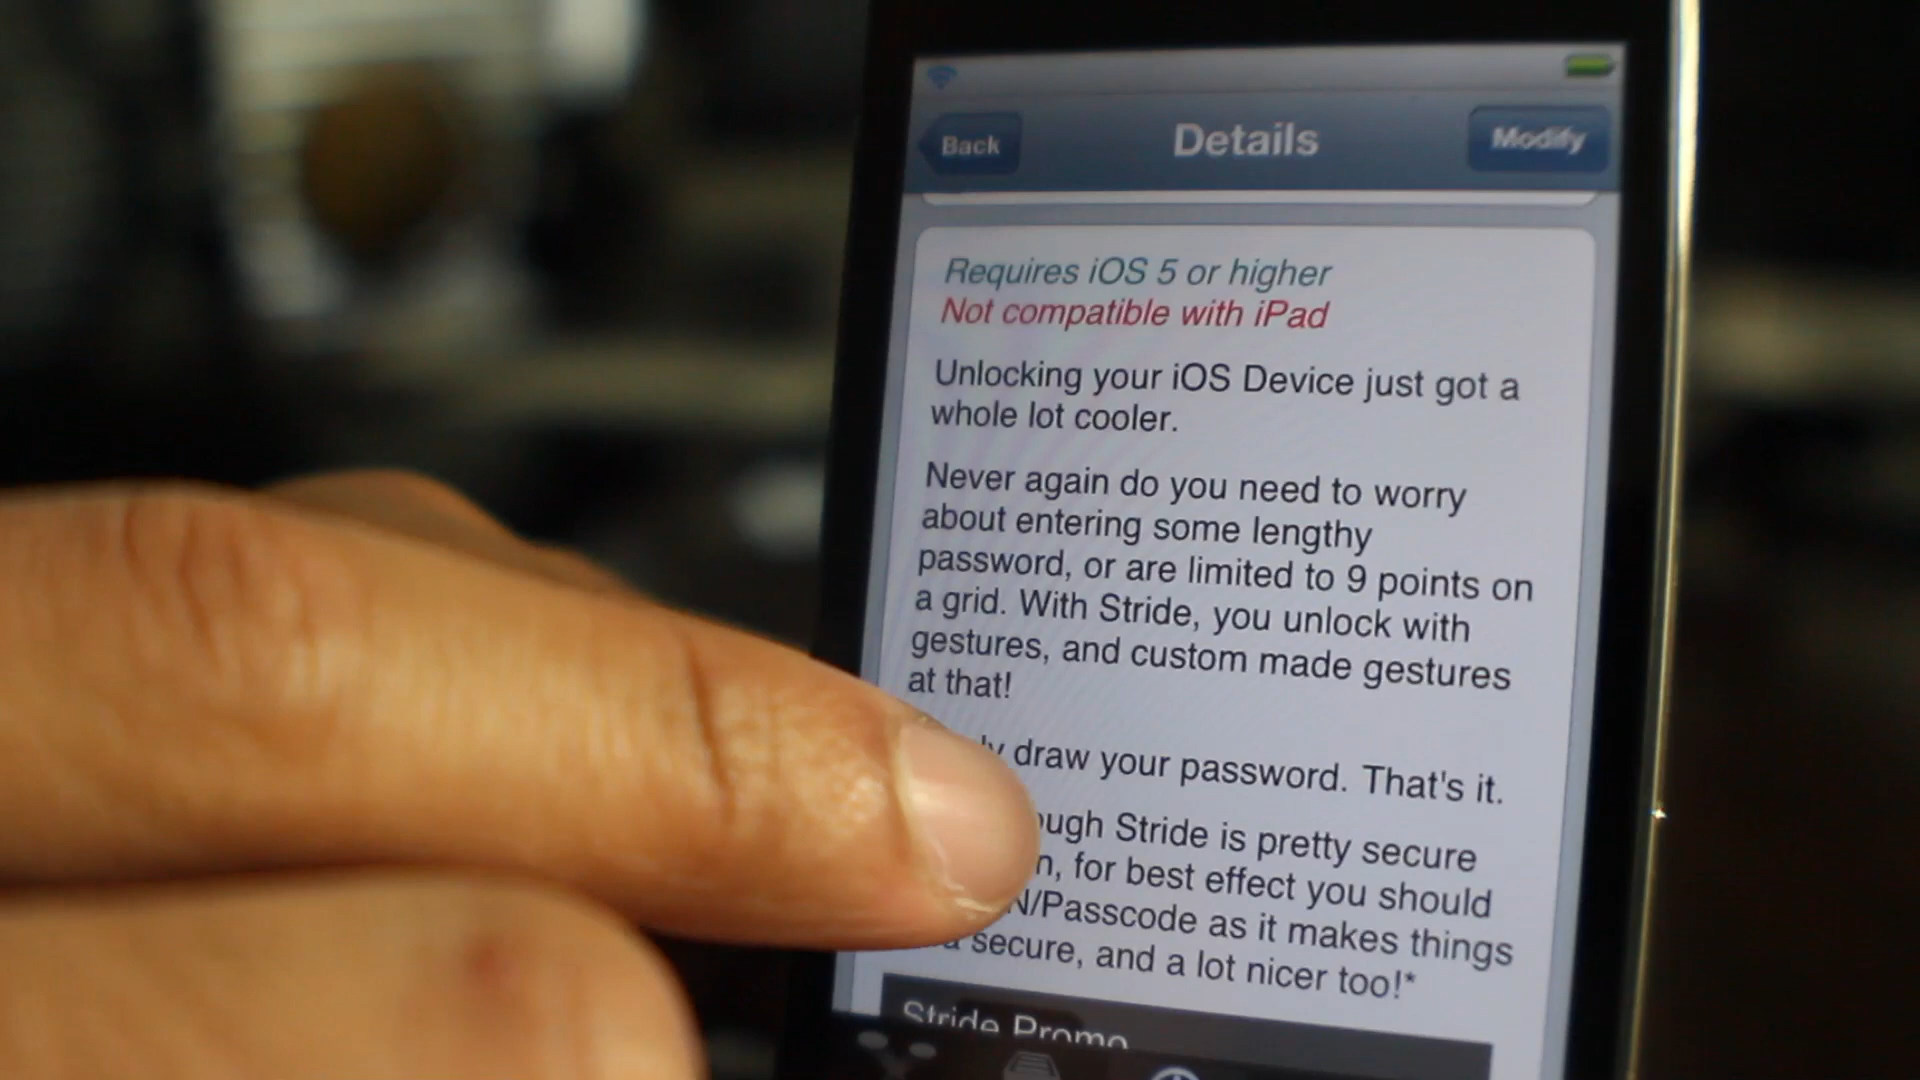 Back
Details
Modify
Requires iOS 5 or higher
Not compatible with iPad
Unlocking your iOS Device just got a
whole lot cooler.
Never again do you need to worry
about entering some lengthy
password, or are limited to 9 points on
a grid. With Stride, you unlock with
gestures, and custom made gestures
at that!
draw your password. That's it.
Stride is pretty secure
for best effect you should
/Passcode as it makes things
secure, and a lot nicer too!*
Stride Promo